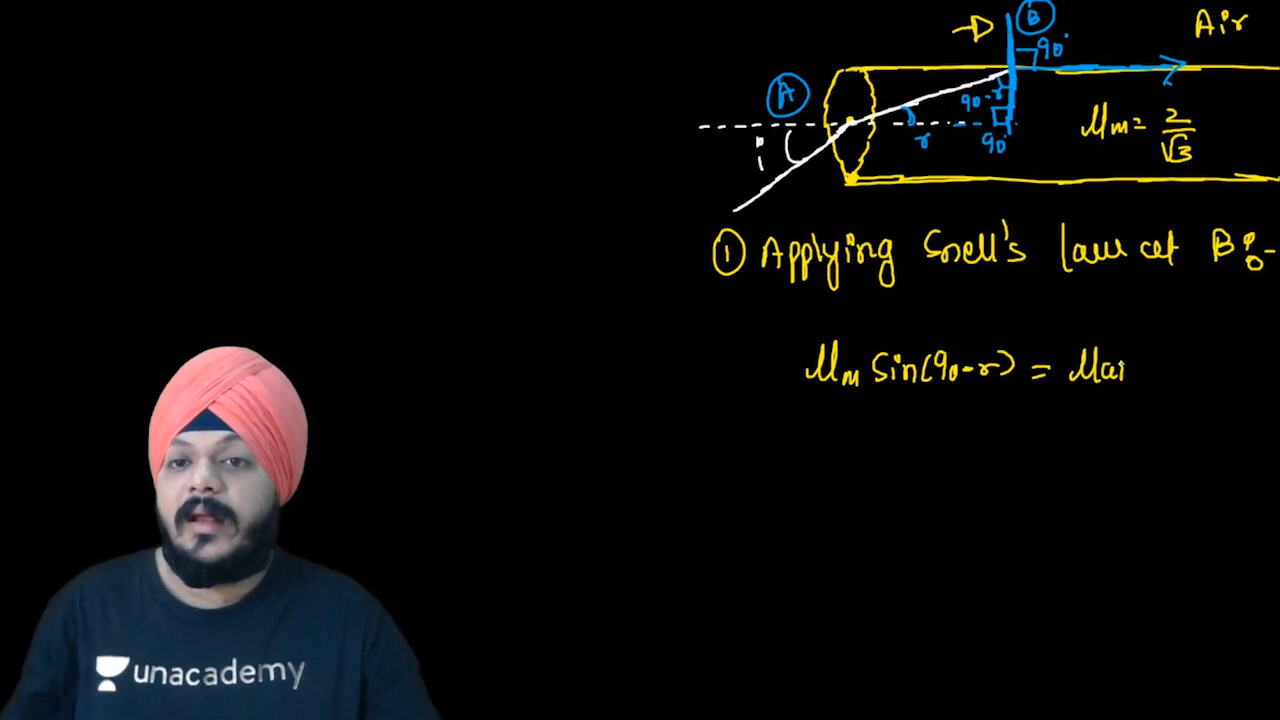 B
90°
Air
A
90-r
r
90°
i
μm = 2/√3
① Applying Snell's law at B:-
μm Sin(90-r) = μai
unacademy